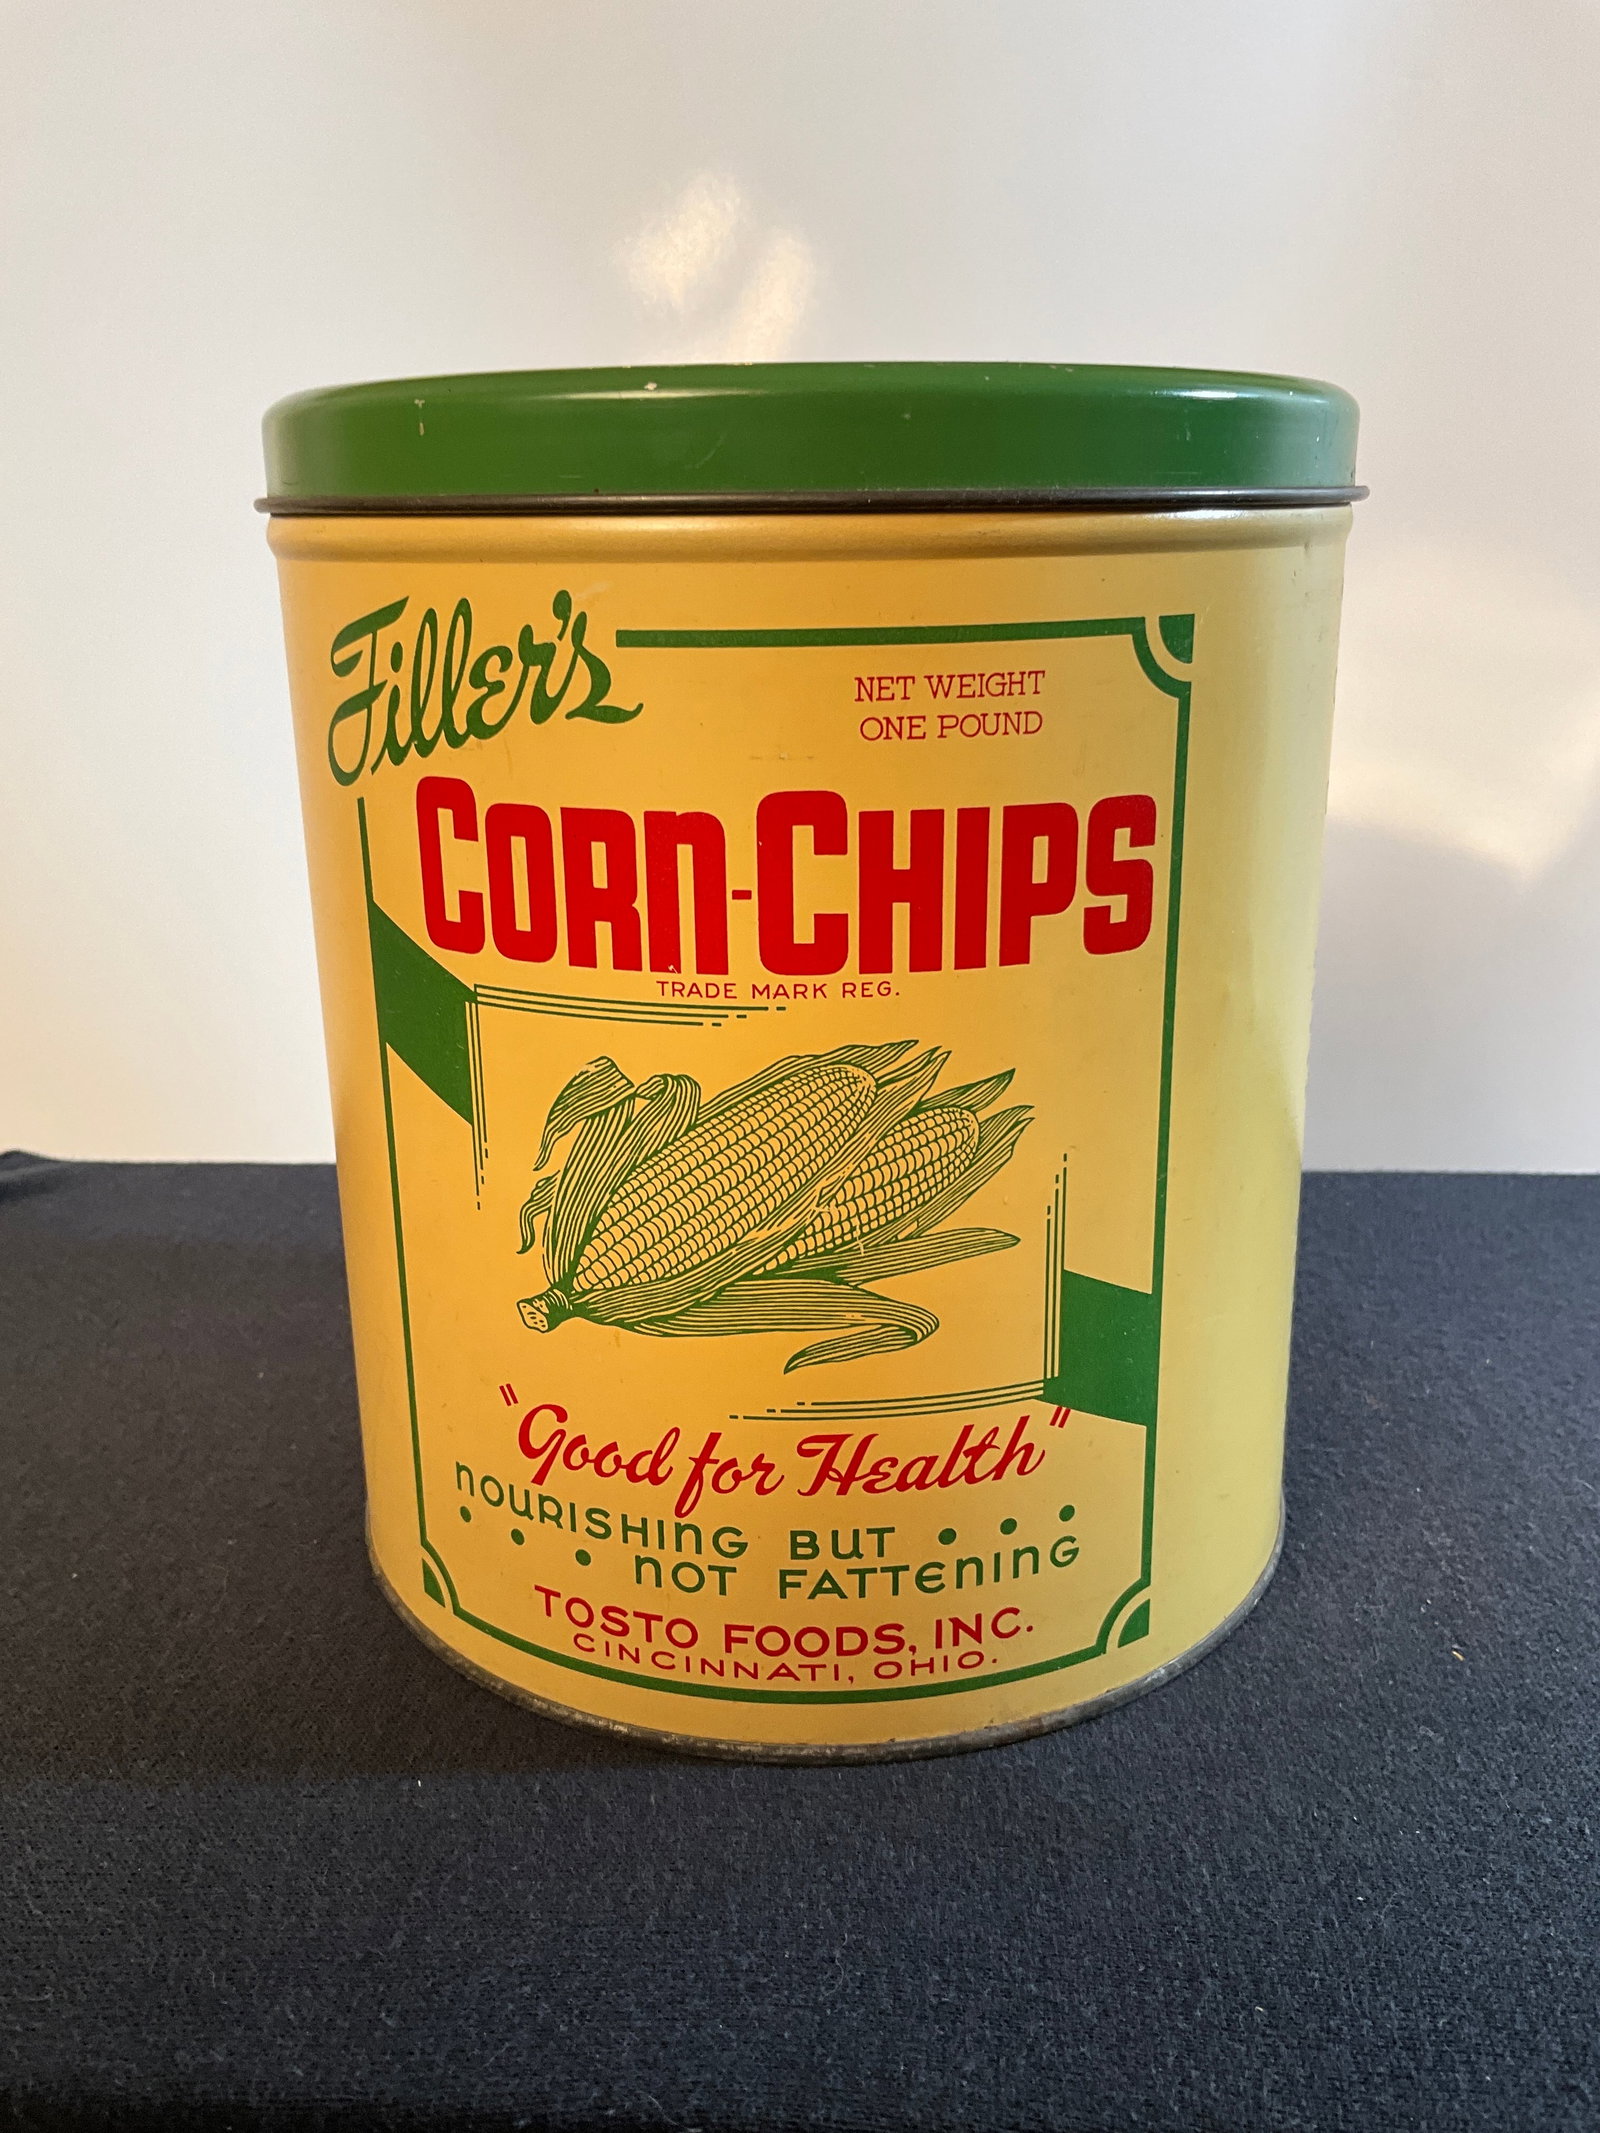 Filler's
NET WEIGHT
ONE POUND
CORN-CHIPS
TRADE MARK REG.
"Good for Health"
NOURISHING BUT
NOT FATTENING
TOSTO FOODS, INC.
CINCINNATI, OHIO.